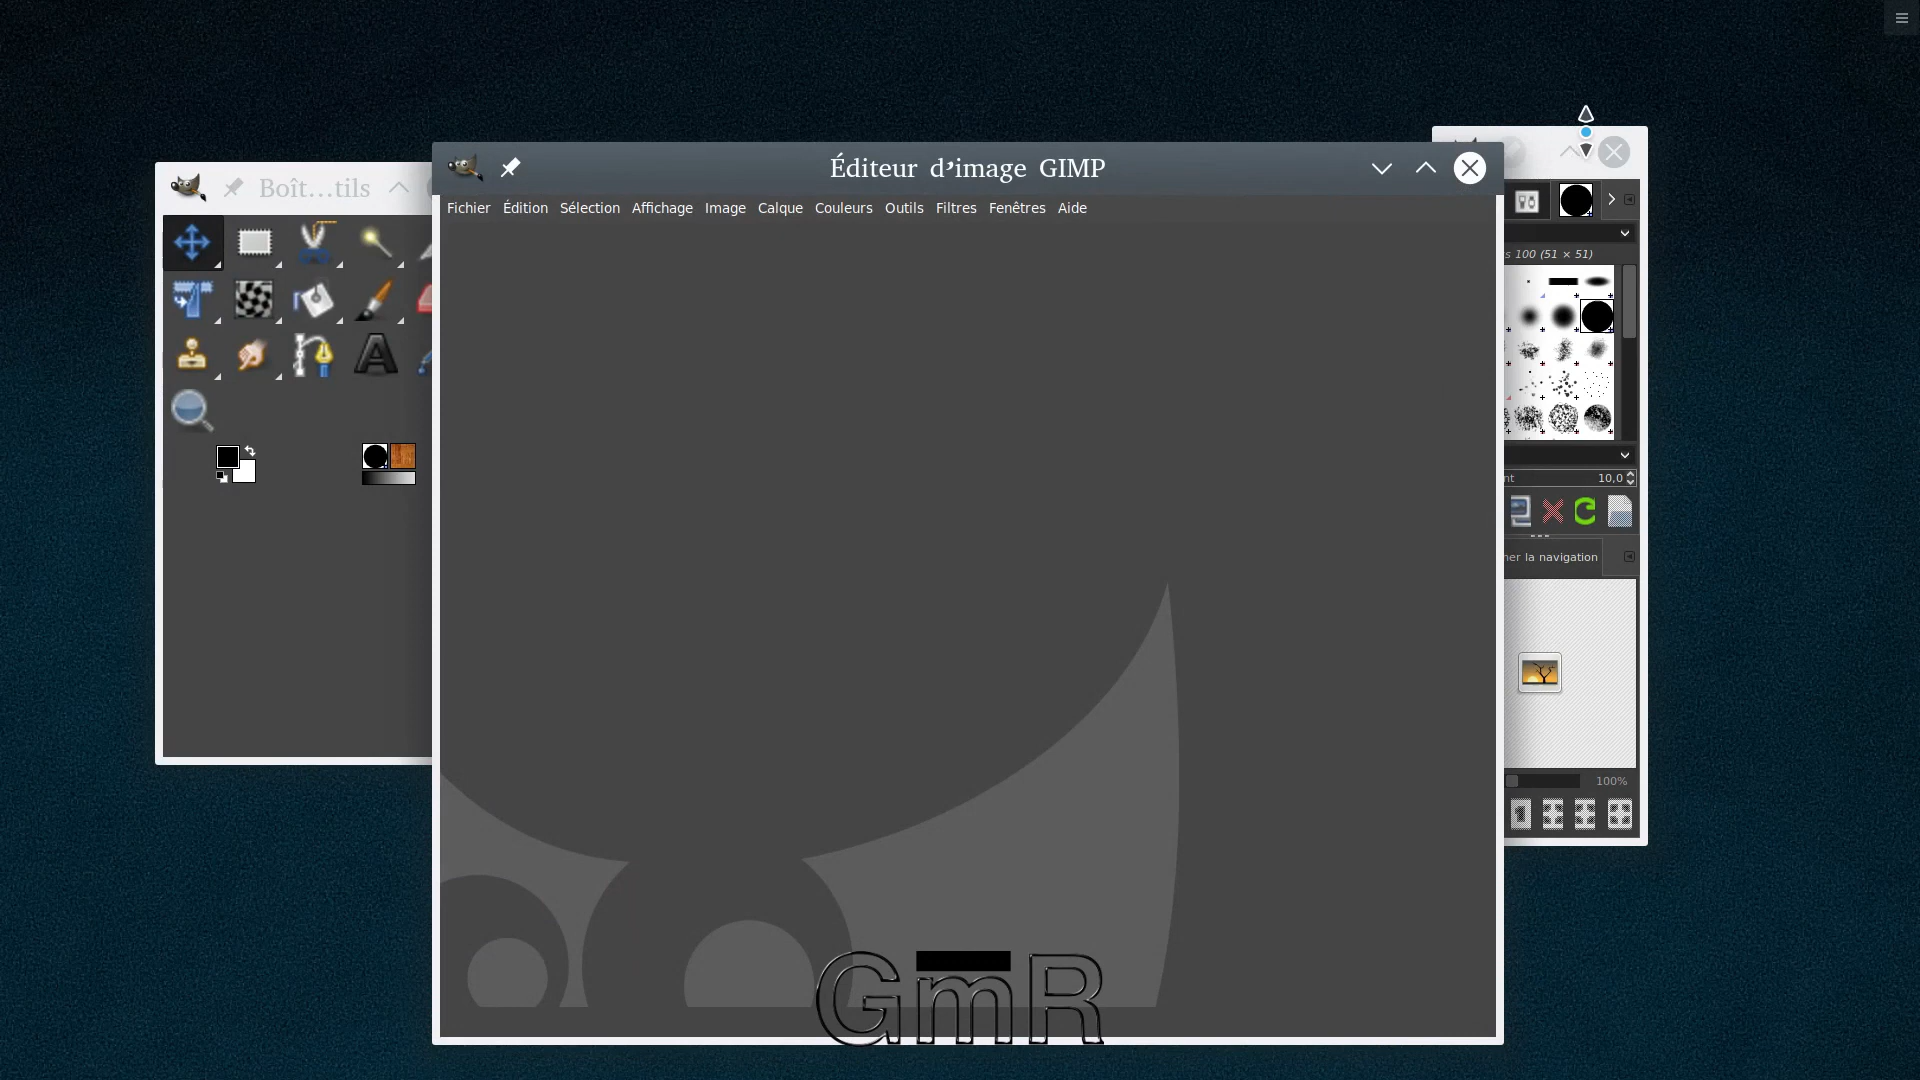 Boît…tils
Éditeur d’image GIMP
Fichier Édition Sélection Affichage Image Calque Couleurs Outils Filtres Fenêtres Aide
100 (51 × 51)
10,0
la navigation
100%
1
GmR